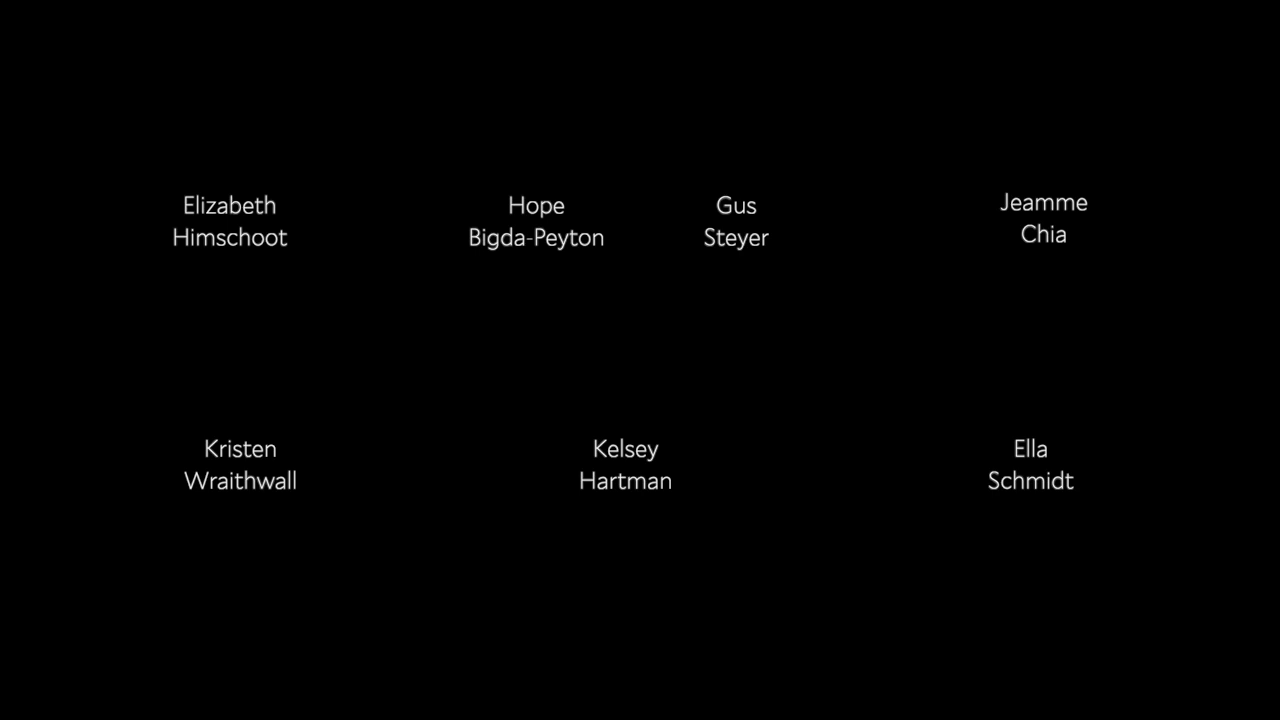 Elizabeth
Himschoot
Hope
Bigda-Peyton
Gus
Steyer
Jeamme
Chia
Kristen
Wraithwall
Kelsey
Hartman
Ella
Schmidt